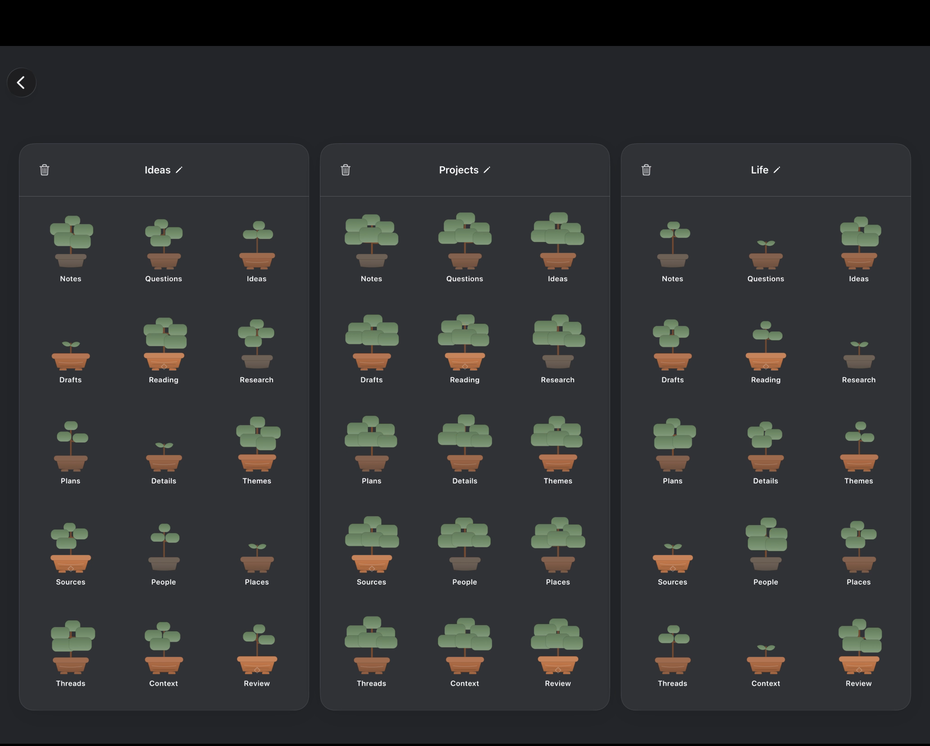 Ideas
Notes
Questions
Ideas
Drafts
Reading
Research
Plans
Details
Themes
Sources
People
Places
Threads
Context
Review
Projects
Notes
Questions
Ideas
Drafts
Reading
Research
Plans
Details
Themes
Sources
People
Places
Threads
Context
Review
Life
Notes
Questions
Ideas
Drafts
Reading
Research
Plans
Details
Themes
Sources
People
Places
Threads
Context
Review